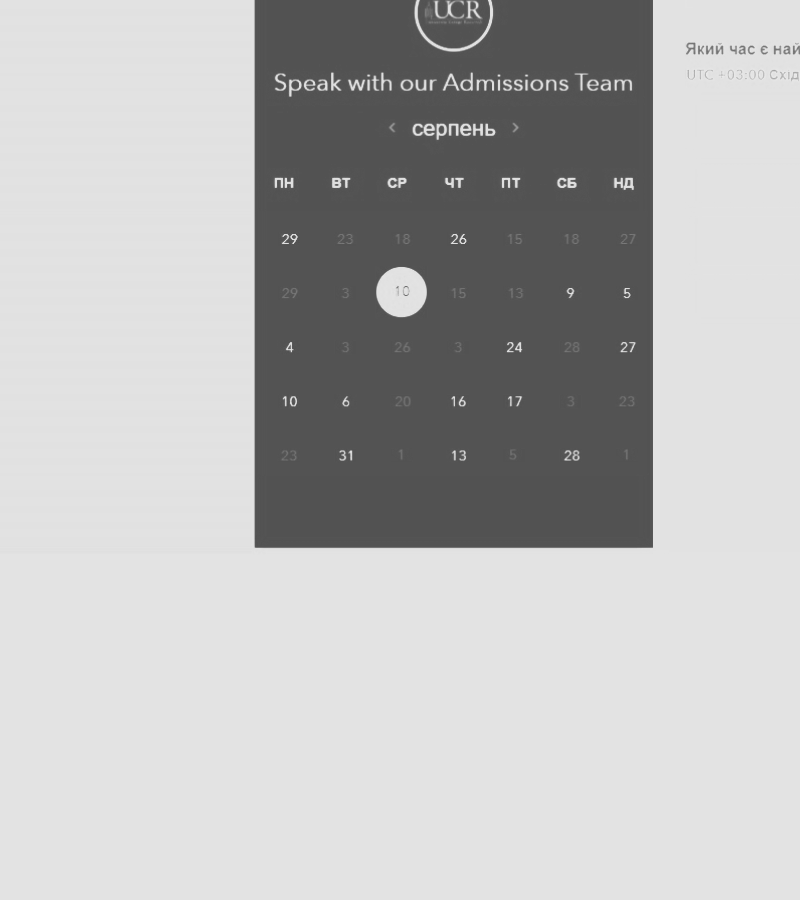 UCR
Який час є най
Speak with our Admissions Team
UTC +03:00 Схід
< серпень >
ПН ВТ СР ЧТ ПТ СБ НД
29 23 18 26 15 18 27
29 3 10 15 13 9 5
4 3 26 3 24 28 27
10 6 20 16 17 3 23
23 31 1 13 5 28 1